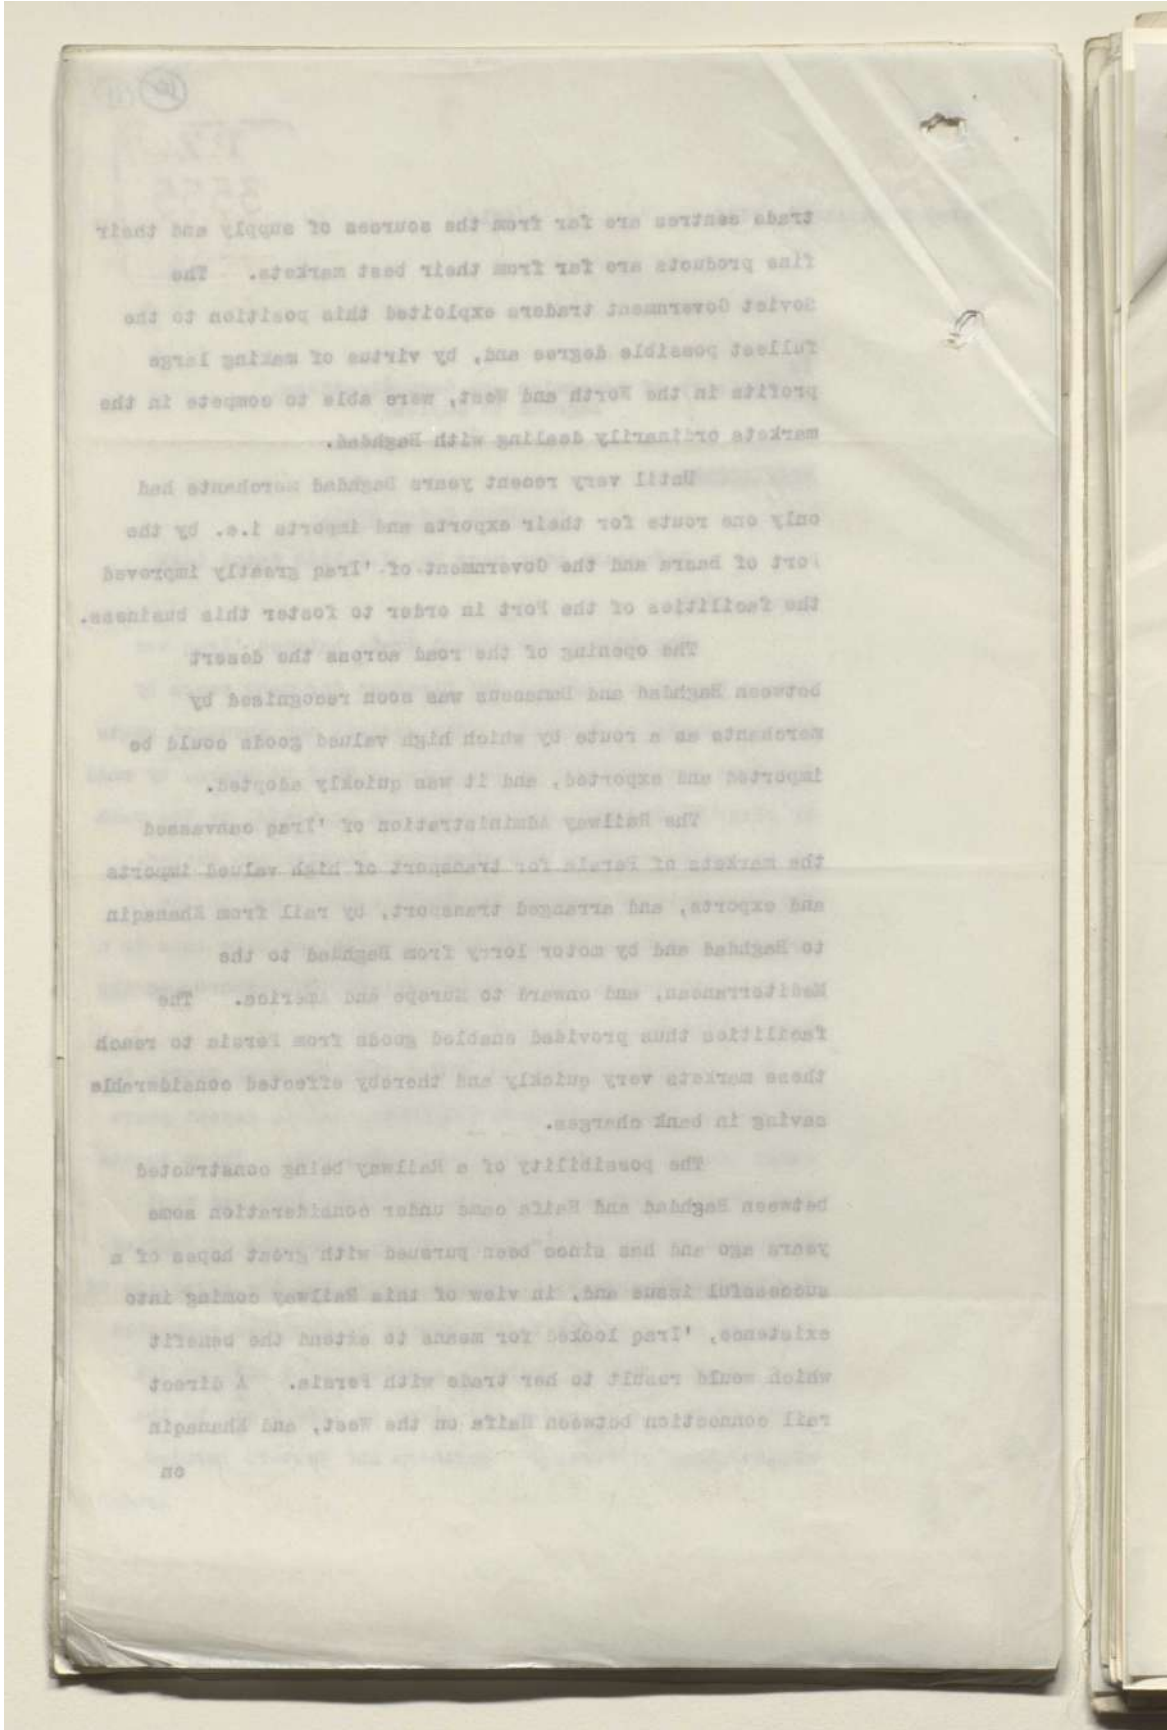 trade centres are far from the sources of supply and their
fine products are far from their best markets. The
Soviet Government traders exploited this position to the
fullest possible degree and, by virtue of making large
profits in the North and West, were able to compete in the
markets ordinarily dealing with Baghdad.
Until very recent years Baghdad merchants had
only one route for their exports and imports i.e. by the
Port of Basra and the Government of 'Iraq greatly improved
the facilities of the Port in order to foster this business.
The opening of the road across the desert
between Baghdad and Damascus was soon recognised by
merchants as a route by which high valued goods could be
imported and exported, and it was quickly adopted.
The Railway Administration of 'Iraq canvassed
the markets of Persia for transport of high valued imports
and exports, and arranged transport, by rail from Khanaqin
to Baghdad and by motor lorry from Baghdad to the
Mediterranean, and onward to Europe and America. The
facilities thus provided enabled goods from Persia to reach
these markets very quickly and thereby effected considerable
saving in bank charges.
The possibility of a Railway being constructed
between Baghdad and Haifa came under consideration some
years ago and has since been pursued with great hopes of a
successful issue and, in view of this Railway coming into
existence, 'Iraq looked for means to extend the benefit
which would result to her trade with Persia. A direct
rail connection between Haifa on the West, and Khanaqin
on